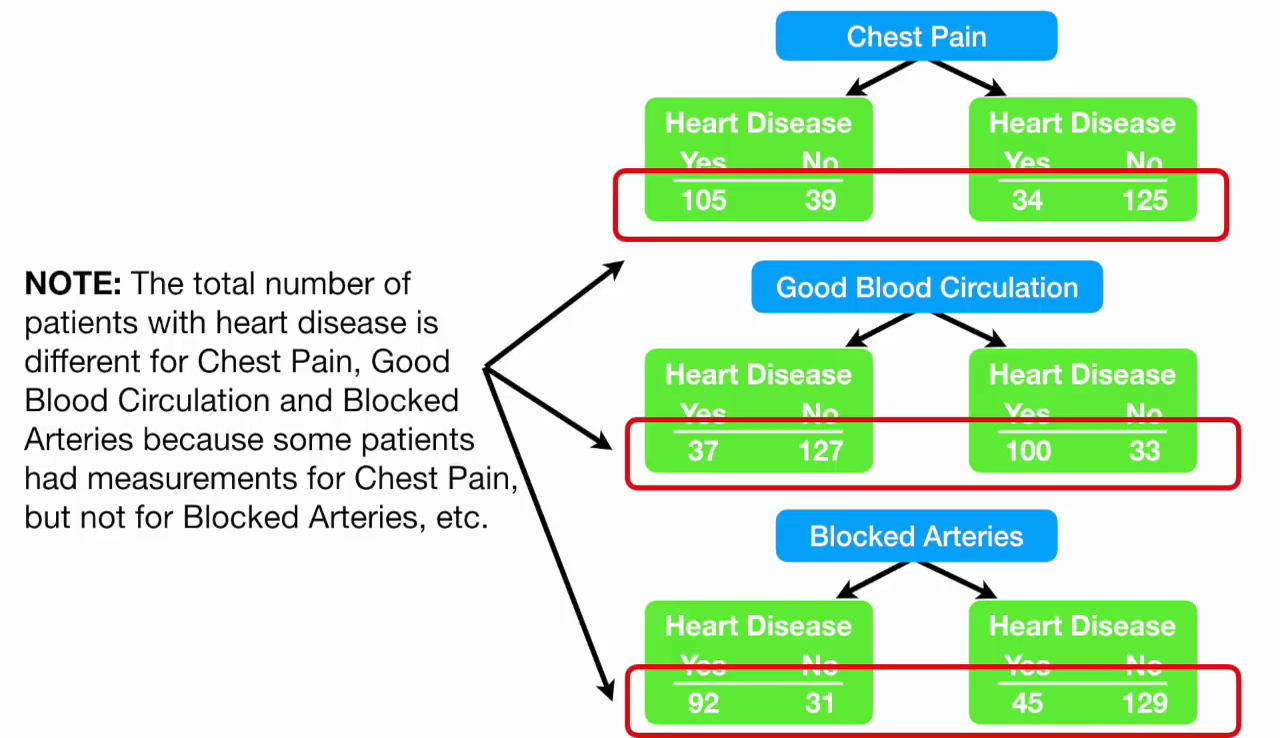 Chest Pain
Heart Disease
Yes No
105 39
Heart Disease
Yes No
34 125
NOTE: The total number of
patients with heart disease is
different for Chest Pain, Good
Blood Circulation and Blocked
Arteries because some patients
had measurements for Chest Pain,
but not for Blocked Arteries, etc.
Good Blood Circulation
Heart Disease
Yes No
37 127
Heart Disease
Yes No
100 33
Blocked Arteries
Heart Disease
Yes No
92 31
Heart Disease
Yes No
45 129